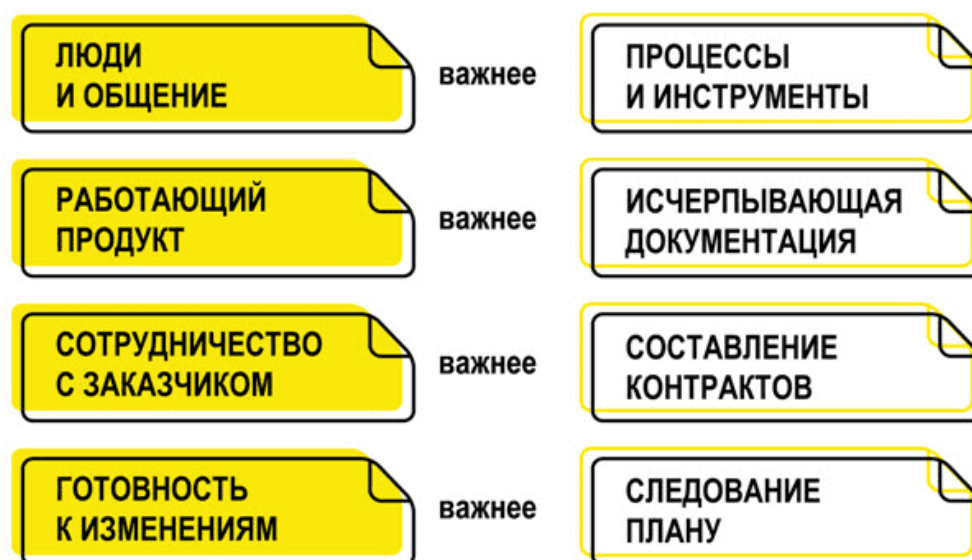 ЛЮДИ
И ОБЩЕНИЕ
важнее
ПРОЦЕССЫ
И ИНСТРУМЕНТЫ
РАБОТАЮЩИЙ
ПРОДУКТ
важнее
ИСЧЕРПЫВАЮЩАЯ
ДОКУМЕНТАЦИЯ
СОТРУДНИЧЕСТВО
С ЗАКАЗЧИКОМ
важнее
СОСТАВЛЕНИЕ
КОНТРАКТОВ
ГОТОВНОСТЬ
К ИЗМЕНЕНИЯМ
важнее
СЛЕДОВАНИЕ
ПЛАНУ